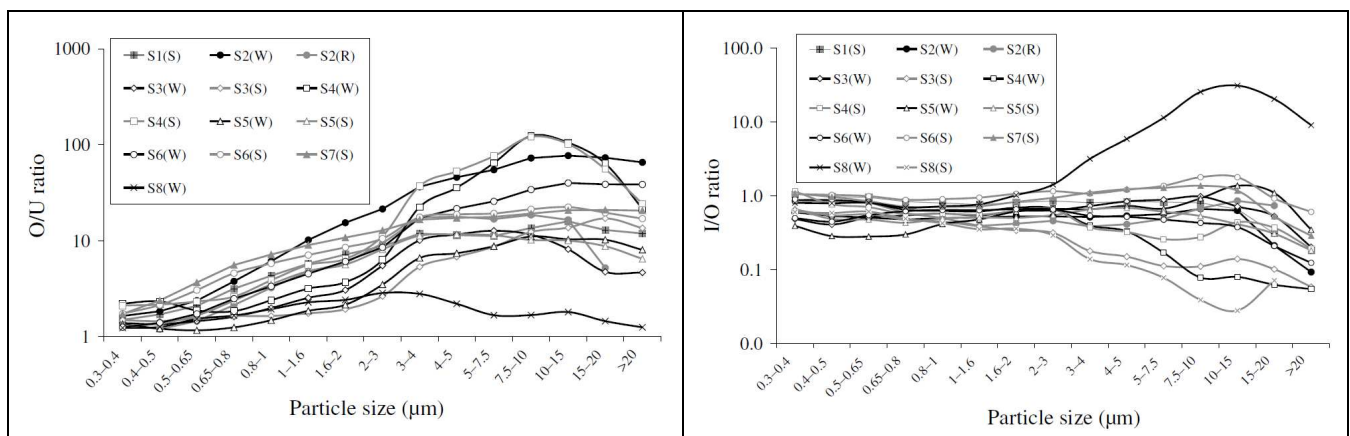 1000
S1(S) S2(W) S2(R)
S3(W) S3(S) S4(W)
100
S4(S) S5(W) S5(S)
S6(W) S6(S) S7(S)
S8(W)
O/U ratio
10
1
0.3–0.4 0.4–0.5 0.5–0.65 0.65–0.8 0.8–1 1–1.6 1.6–2 2–3 3–4 4–5 5–7.5 7.5–10 10–15 15–20 >20
Particle size (µm)
100.0
S1(S) S2(W) S2(R)
S3(W) S3(S) S4(W)
10.0
S4(S) S5(W) S5(S)
S6(W) S6(S) S7(S)
S8(W) S8(S)
I/O ratio
1.0
0.1
0.0
0.3–0.4 0.4–0.5 0.5–0.65 0.65–0.8 0.8–1 1–1.6 1.6–2 2–3 3–4 4–5 5–7.5 7.5–10 10–15 15–20 >20
Particle size (µm)